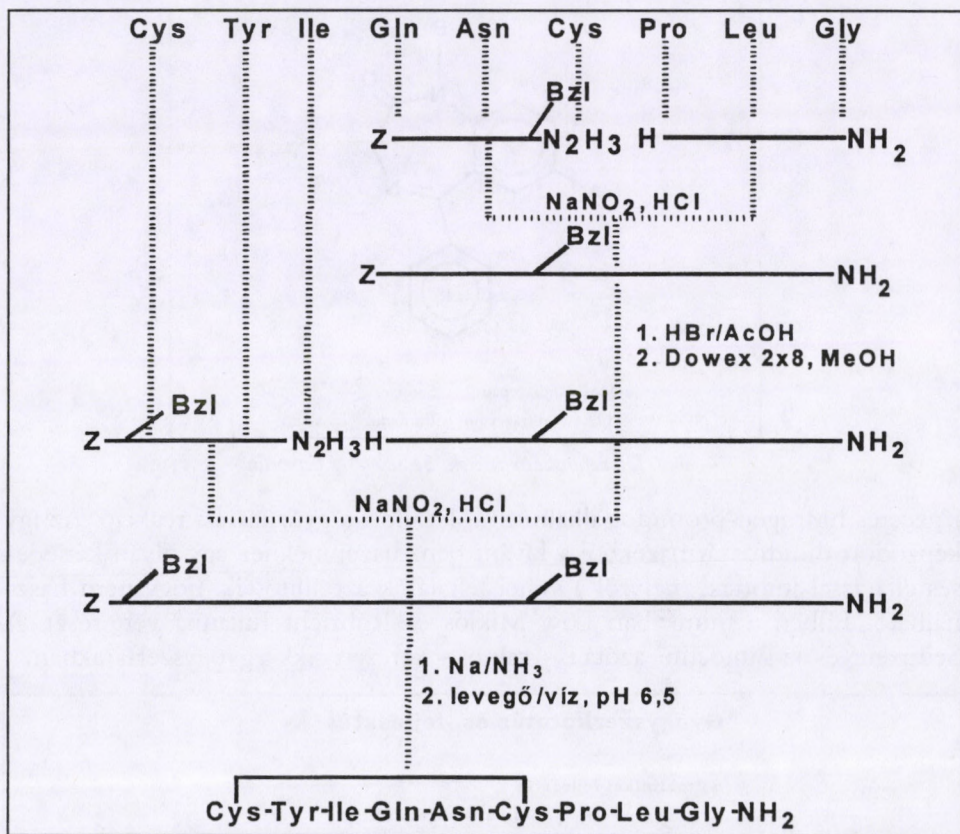 Cys Tyr Ile Gln Asn Cys Pro Leu Gly
Bzl
Z N₂H₃ H NH₂
NaNO₂, HCl
Bzl
Z NH₂
1. HBr/AcOH
2. Dowex 2x8, MeOH
Bzl Bzl
Z N₂H₃H NH₂
NaNO₂, HCl
Bzl Bzl
Z NH₂
1. Na/NH₃
2. levegő/víz, pH 6,5
Cys-Tyr-Ile-Gln-Asn-Cys-Pro-Leu-Gly-NH₂